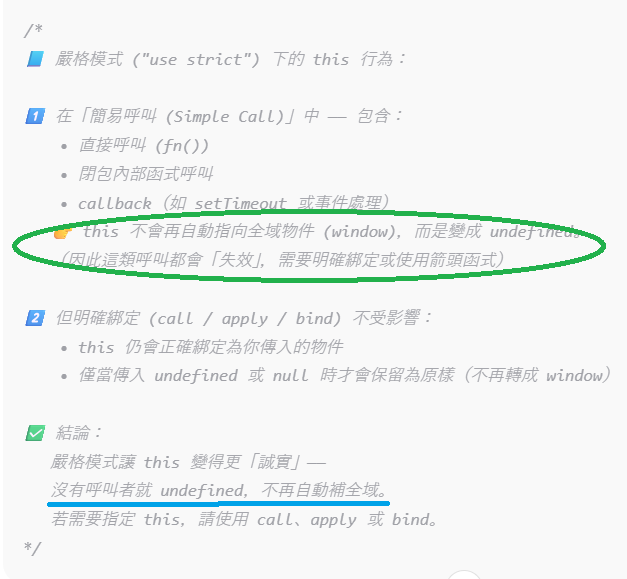 /*
📘 嚴格模式 ("use strict") 下的 this 行為：
1️⃣ 在「簡易呼叫 (Simple Call)」中 — 包含：
• 直接呼叫 (fn())
• 閉包內部函式呼叫
• callback（如 setTimeout 或事件處理）
👉 this 不會再自動指向全域物件 (window)，而是變成 undefined。
（因此這類呼叫都會「失效」，需要明確綁定或使用箭頭函式）
2️⃣ 但明確綁定 (call / apply / bind) 不受影響：
• this 仍會正確綁定為你傳入的物件
• 僅當傳入 undefined 或 null 時才會保留為原樣（不再轉成 window）
✅ 結論：
嚴格模式讓 this 變得更「誠實」—
沒有呼叫者就 undefined，不再自動補全域。
若需要指定 this，請使用 call、apply 或 bind。
*/